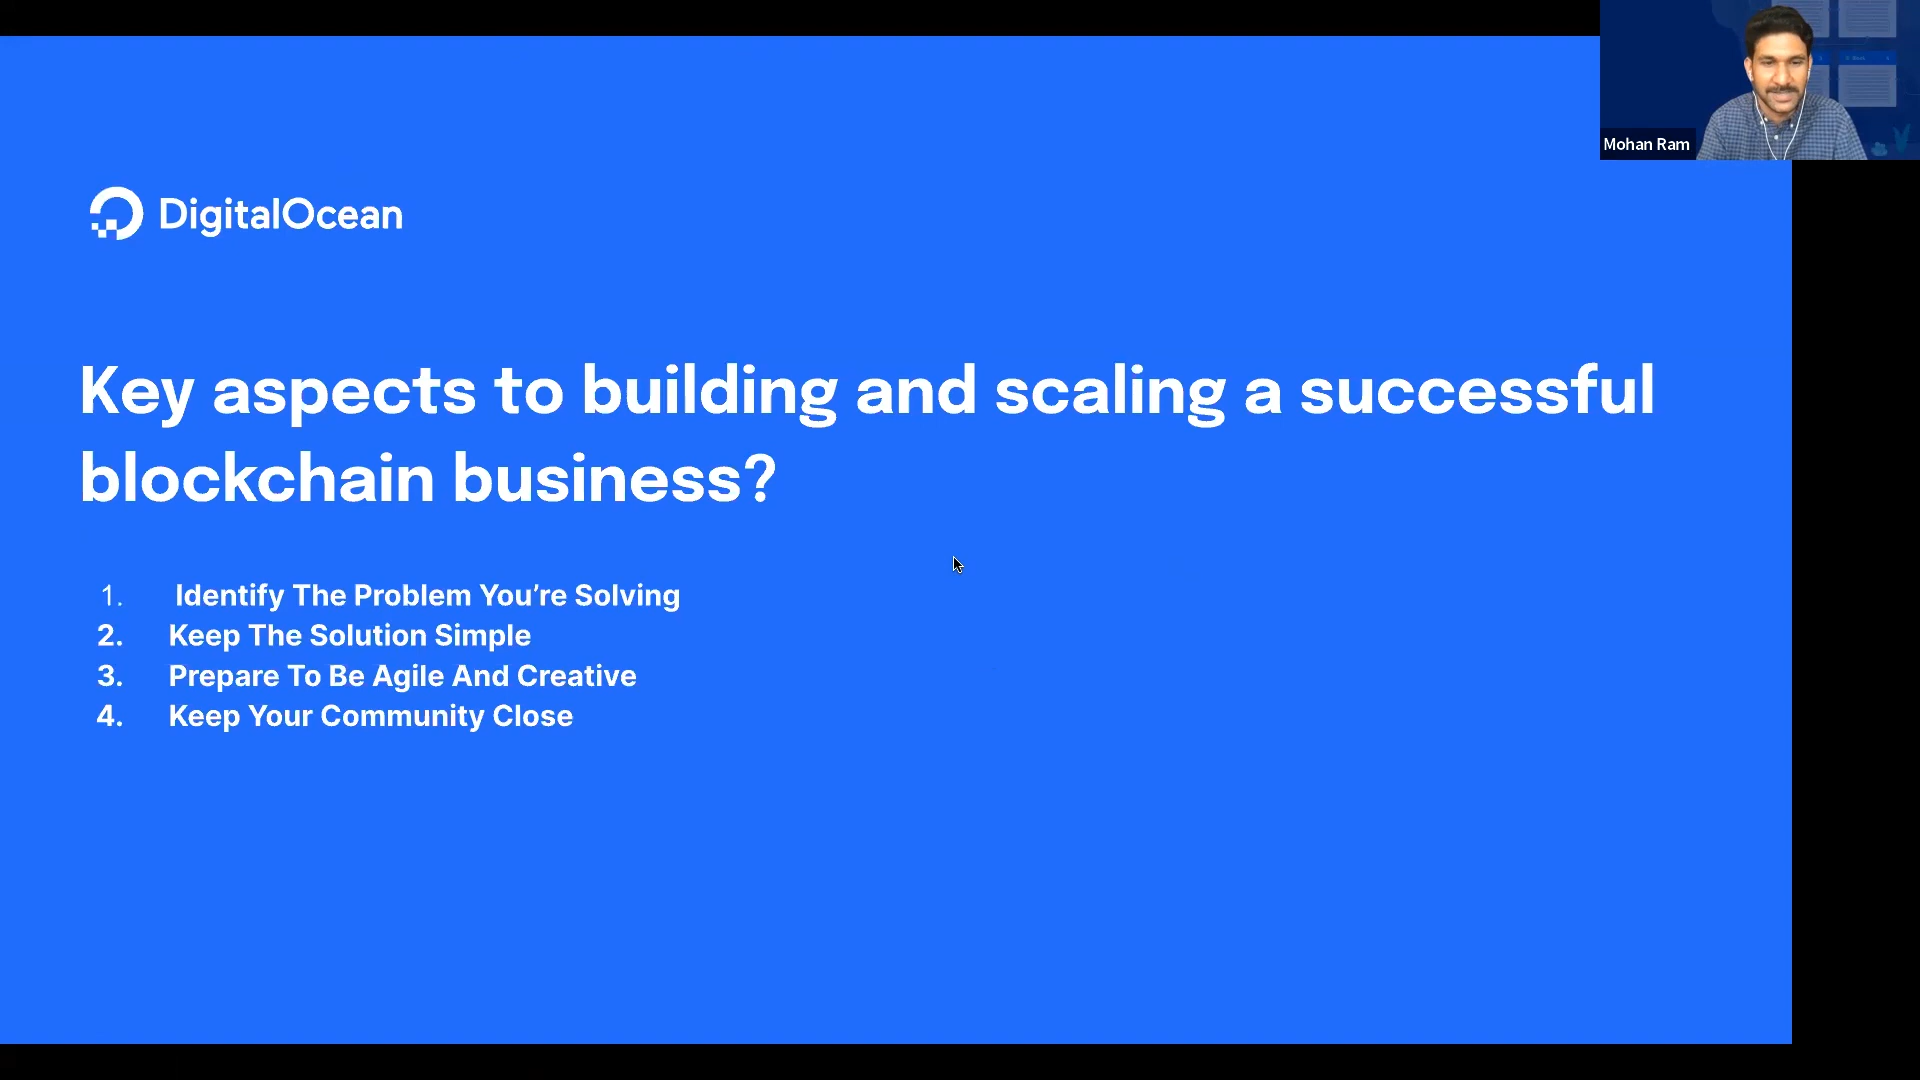 Mohan Ram
DigitalOcean
Key aspects to building and scaling a successful
blockchain business?
1. Identify The Problem You’re Solving
2. Keep The Solution Simple
3. Prepare To Be Agile And Creative
4. Keep Your Community Close